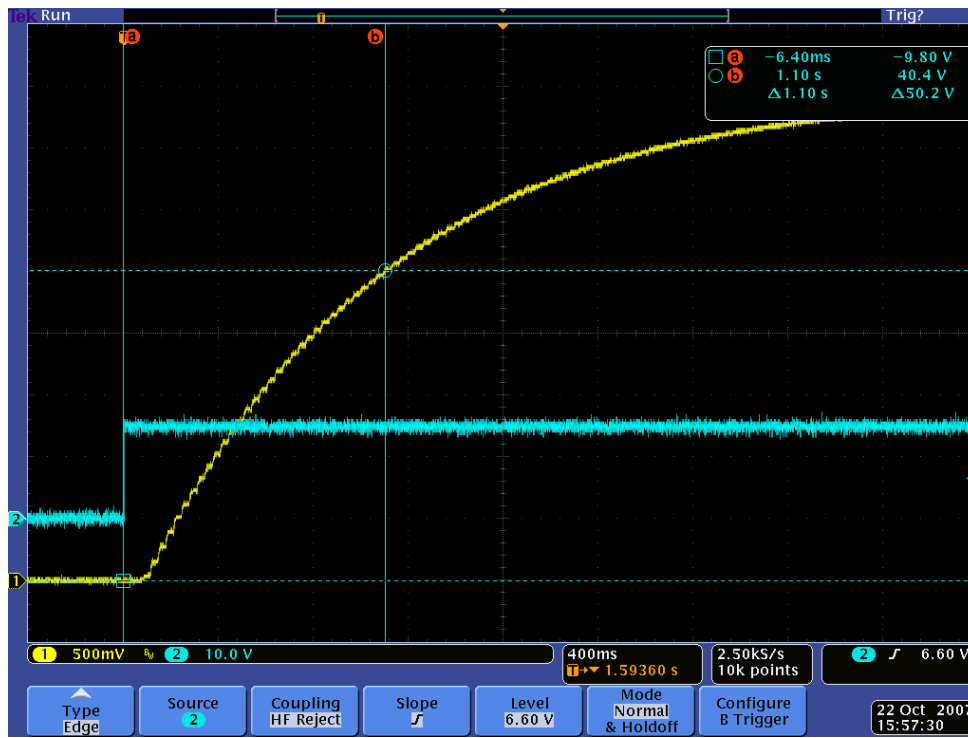 Tek Run Trig?
T a b
a −6.40ms −9.80 V
b 1.10 s 40.4 V
Δ1.10 s Δ50.2 V
2
1
1 500mV BW 2 10.0 V
400ms
T→▼ 1.59360 s
2.50kS/s
10k points
2 6.60 V
Type
Edge
Source
2
Coupling
HF Reject
Slope
Level
6.60 V
Mode
Normal
& Holdoff
Configure
B Trigger
22 Oct 2007
15:57:30